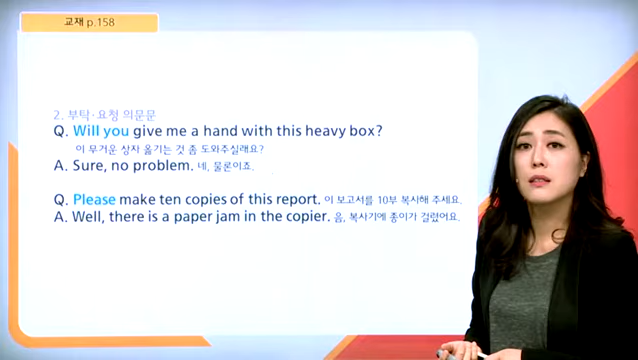 교재 p.158
2. 부탁·요청 의문문
Q. Will you give me a hand with this heavy box?
이 무거운 상자 옮기는 것 좀 도와주실래요?
A. Sure, no problem. 네, 물론이죠.
Q. Please make ten copies of this report. 이 보고서를 10부 복사해 주세요.
A. Well, there is a paper jam in the copier. 음, 복사기에 종이가 걸렸어요.